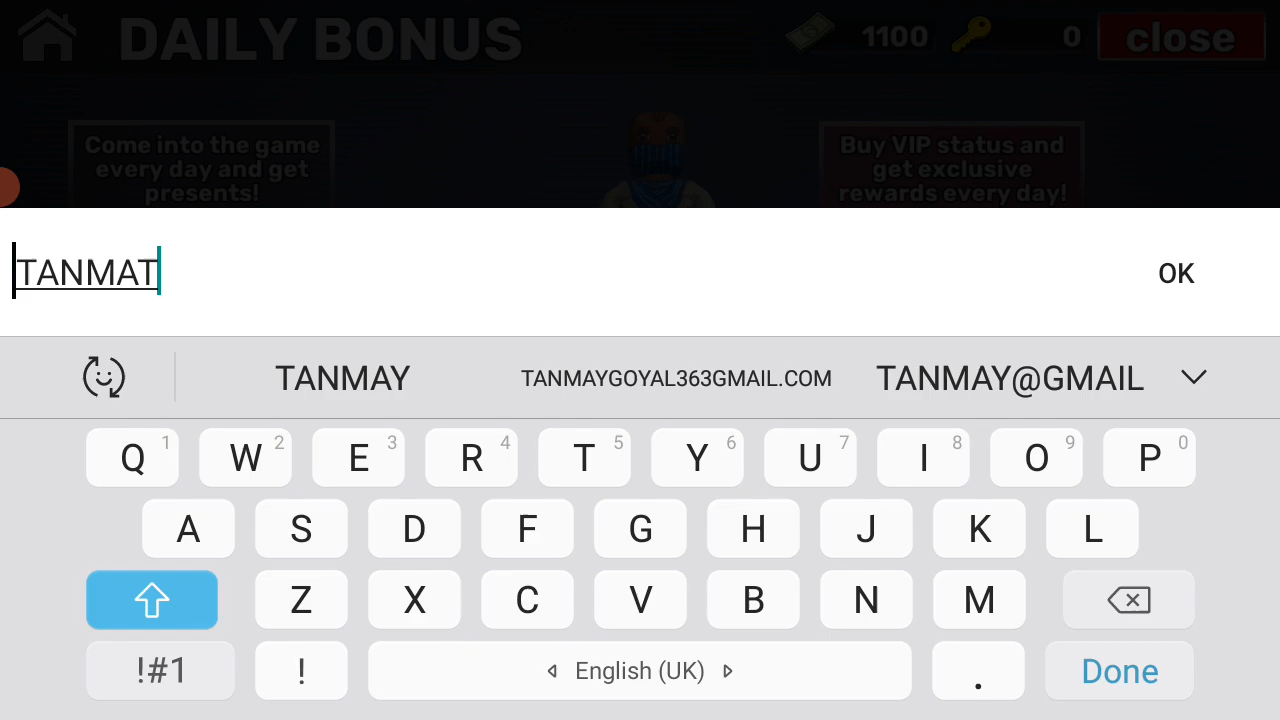 DAILY BONUS 1100 0 close
Come into the game
every day and get
presents!
Buy VIP status and
get exclusive
rewards every day!
TANMAT OK
TANMAY TANMAYGOYAL363GMAIL.COM TANMAY@GMAIL
Q 1 W 2 E 3 R 4 T 5 Y 6 U 7 I 8 O 9 P 0
A S D F G H J K L
Z X C V B N M
!#1 ! English (UK) . Done